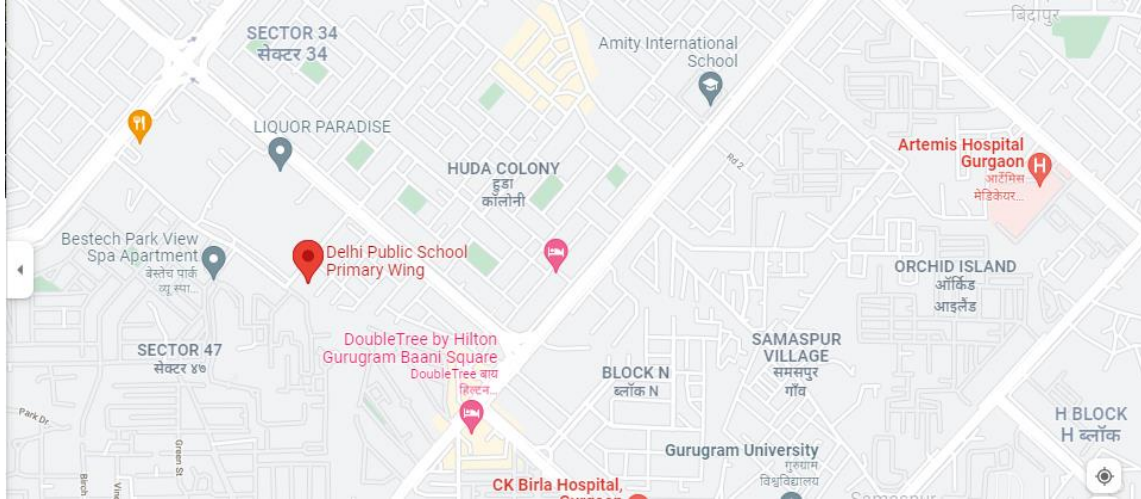 SECTOR 34
सेक्टर 34
Amity International
School
बिंदापुर
LIQUOR PARADISE
Rd 2
Artemis Hospital
Gurgaon
आर्टेमिस
मेडिकेयर...
H
HUDA COLONY
हुडा
कॉलोनी
Bestech Park View
Spa Apartment
बेस्तेच पार्क
व्यू स्पा...
Delhi Public School
Primary Wing
ORCHID ISLAND
ऑर्किड
आइलैंड
SECTOR 47
सेक्टर ४७
DoubleTree by Hilton
Gurugram Baani Square
DoubleTree बाय
हिल्टन...
SAMASPUR
VILLAGE
समसपुर
गाँव
BLOCK N
ब्लॉक N
Park Dr
Green St
Birch
H BLOCK
H ब्लॉक
Gurugram University
गुरुग्राम
विश्वविद्यालय
CK Birla Hospital,
Gurgaon
Samaspur